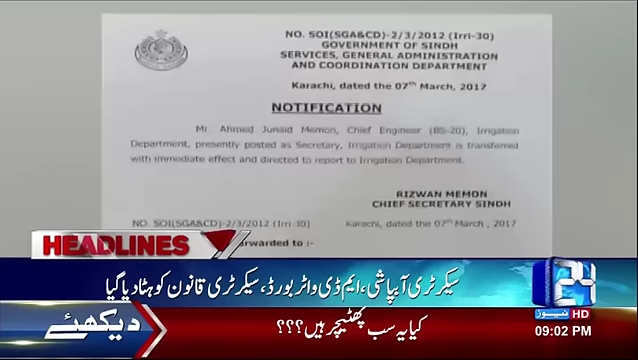 NO. SOI(SGA&CD)-2/3/2012 (Irri-30)
GOVERNMENT OF SINDH
SERVICES, GENERAL ADMINISTRATION
AND COORDINATION DEPARTMENT
Karachi, dated the 07th March, 2017
NOTIFICATION
Mr Ahmed Junaid Memon, Chief Engineer (BS-20), Irrigation
Department, presently posted as Secretary, Irrigation Department is transferred
with immediate effect and directed to report to Irrigation Department.
RIZWAN MEMON
CHIEF SECRETARY SINDH
NO. SOI(SGA&CD)-2/3/2012 (Irri-30) Karachi, dated the 07th March, 2017
forwarded to :-
HEADLINES
سیکرٹری آبپاشی، ایم ڈی واٹر بورڈ، سیکرٹری قانون کو ہٹا دیا گیا
24
نیوز HD
دیکھئے
کیا یہ سب پھٹیچر ہیں؟؟؟
09:02 PM